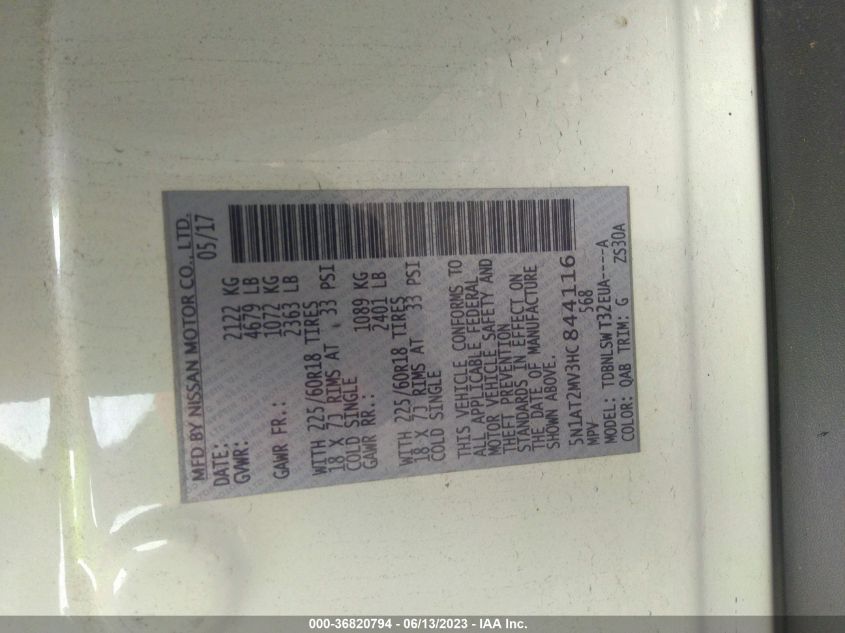 MFD BY NISSAN MOTOR CO., LTD.
DATE: 05/17
GVWR: 2122 KG
4679 LB
GAWR FR.: 1072 KG
2363 LB
WITH 225/60R18 TIRES
18 X 7J RIMS AT 33 PSI
COLD SINGLE
GAWR RR.: 1089 KG
2401 LB
WITH 225/60R18 TIRES
18 X 7J RIMS AT 33 PSI
COLD SINGLE
THIS VEHICLE CONFORMS TO
ALL APPLICABLE FEDERAL
MOTOR VEHICLE SAFETY AND
THEFT PREVENTION
STANDARDS IN EFFECT ON
THE DATE OF MANUFACTURE
SHOWN ABOVE.
5N1AT2MV3HC844116
MPV 568
MODEL: TDBNLSWT32EUA----A
COLOR: QAB TRIM: G ZS30A
000-36820794 - 06/13/2023 - IAA Inc.